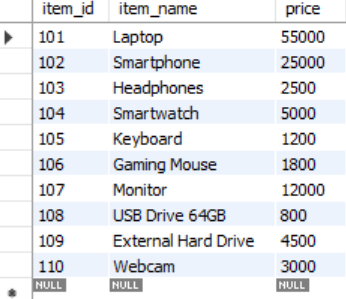 item_id item_name price
101 Laptop 55000
102 Smartphone 25000
103 Headphones 2500
104 Smartwatch 5000
105 Keyboard 1200
106 Gaming Mouse 1800
107 Monitor 12000
108 USB Drive 64GB 800
109 External Hard Drive 4500
110 Webcam 3000
NULL NULL NULL